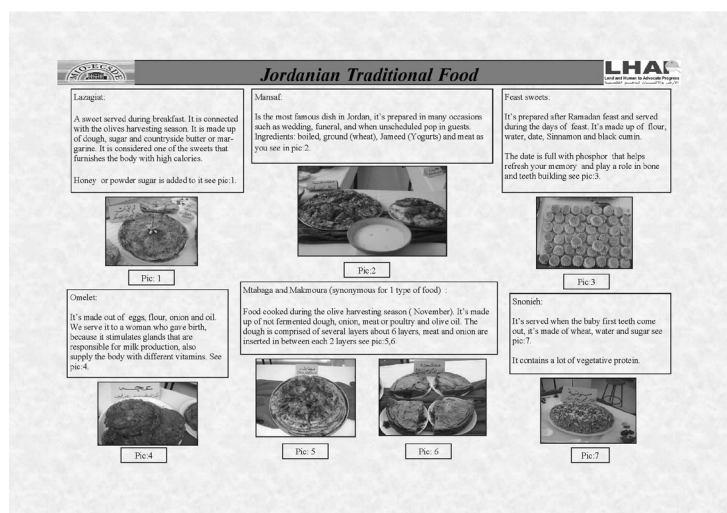 MIO-ECSDE
Jordanian Traditional Food
LHAP
Land and Human to Advocate Progress
Lazagiat:
A sweet served during breakfast. It is connected
with the olives harvesting season. It is made up
of dough, sugar and countryside butter or mar-
garine. It is considered one of the sweets that
furnishes the body with high calories.
Honey or powder sugar is added to it see pic:1.
Pic: 1
Mansaf:
Is the most famous dish in Jordan, it's prepared in many occasions
such as wedding, funeral, and when unscheduled pop in guests.
Ingredients: boiled, ground (wheat), Jameed (Yogurts) and meat as
you see in pic 2.
Pic:2
Feast sweets:
It's prepared after Ramadan feast and served
during the days of feast. It's made up of flour,
water, date, Sinnamon and black cumin.
The date is full with phosphor that helps
refresh your memory and play a role in bone
and teeth building see pic:3.
Pic:3
Omelet:
It's made out of eggs, flour, onion and oil.
We serve it to a woman who gave birth,
because it stimulates glands that are
responsible for milk production, also
supply the body with different vitamins. See
pic:4.
عجه
Pic:4
Mtabaga and Makmoura (synonymous for 1 type of food) :
Food cooked during the olive harvesting season ( November). It's made
up of not fermented dough, onion, meat or poultry and olive oil. The
dough is comprised of several layers about 6 layers, meat and onion are
inserted in between each 2 layers see pic:5,6.
Pic: 5
Pic: 6
Snonieh:
It's served when the baby first teeth come
out, it's made of wheat, water and sugar see
pic:7.
It contains a lot of vegetative protein.
Pic:7